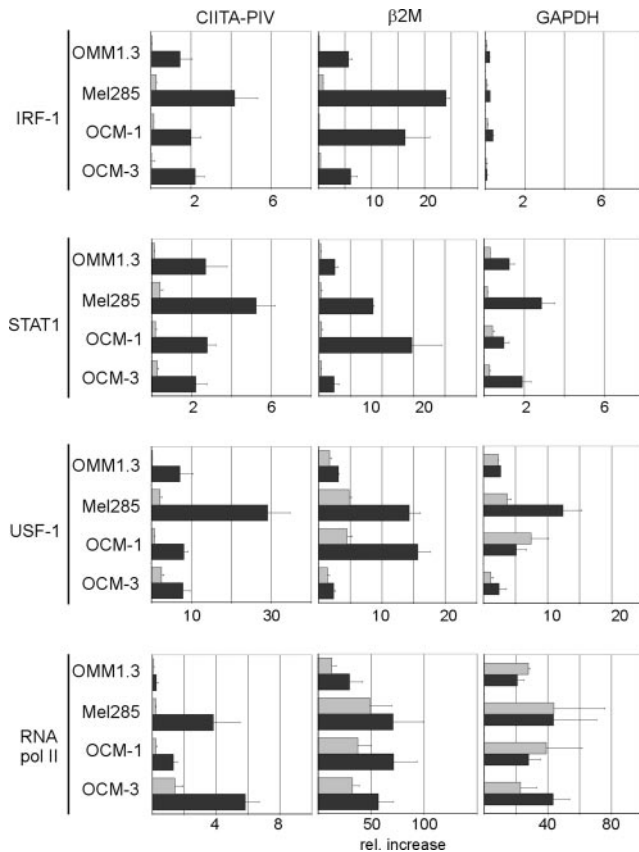 CIITA-PIV β2M GAPDH
OMM1.3
Mel285
IRF-1
OCM-1
OCM-3
2 6 10 20 2 6
OMM1.3
Mel285
STAT1
OCM-1
OCM-3
2 6 10 20 2 6
OMM1.3
Mel285
USF-1
OCM-1
OCM-3
10 30 10 20 10 20
OMM1.3
Mel285
RNA
pol II
OCM-1
OCM-3
4 8 50 100 40 80
rel. increase